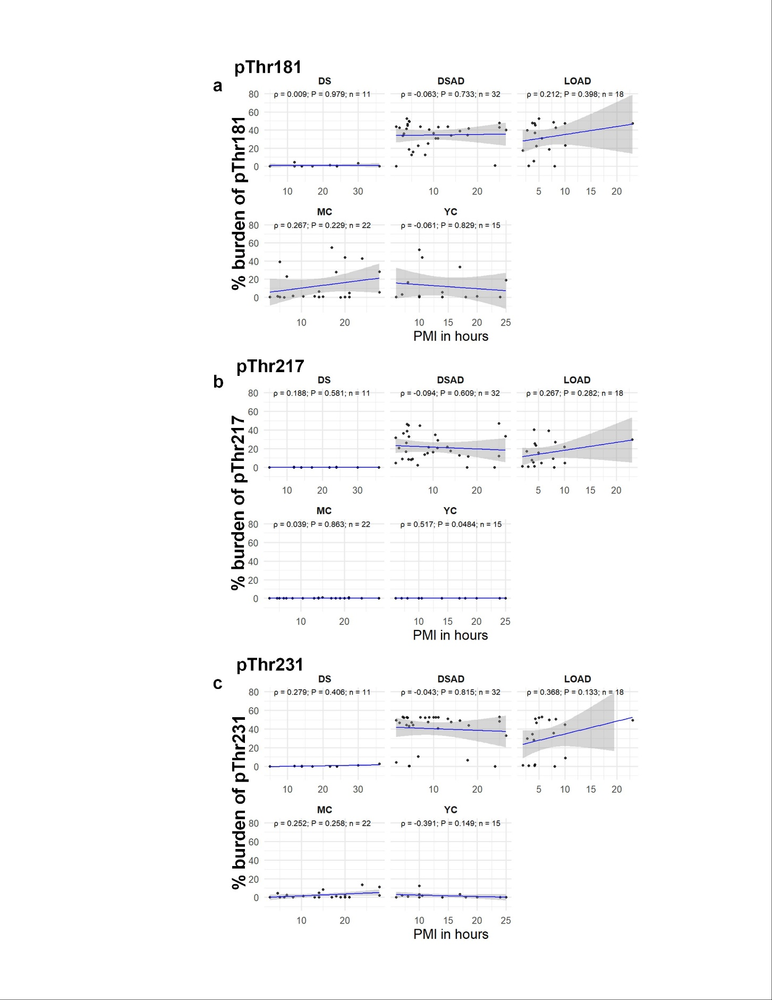 pThr181
a
DS DSAD LOAD
ρ = 0.009; P = 0.979; n = 11 ρ = -0.063; P = 0.733; n = 32 ρ = 0.212; P = 0.398; n = 18
80
60
40
20
0
10 20 30 10 20 5 10 15 20
% burden of pThr181
MC YC
ρ = 0.267; P = 0.229; n = 22 ρ = -0.061; P = 0.829; n = 15
80
60
40
20
0
10 20 10 15 20 25
PMI in hours
pThr217
b
DS DSAD LOAD
ρ = 0.188; P = 0.581; n = 11 ρ = -0.094; P = 0.609; n = 32 ρ = 0.267; P = 0.282; n = 18
80
60
40
20
0
10 20 30 10 20 5 10 15 20
% burden of pThr217
MC YC
ρ = 0.039; P = 0.863; n = 22 ρ = 0.517; P = 0.0484; n = 15
80
60
40
20
0
10 20 10 15 20 25
PMI in hours
pThr231
c
DS DSAD LOAD
ρ = 0.279; P = 0.406; n = 11 ρ = -0.043; P = 0.815; n = 32 ρ = 0.368; P = 0.133; n = 18
80
60
40
20
0
10 20 30 10 20 5 10 15 20
% burden of pThr231
MC YC
ρ = 0.252; P = 0.258; n = 22 ρ = -0.391; P = 0.149; n = 15
80
60
40
20
0
10 20 10 15 20 25
PMI in hours